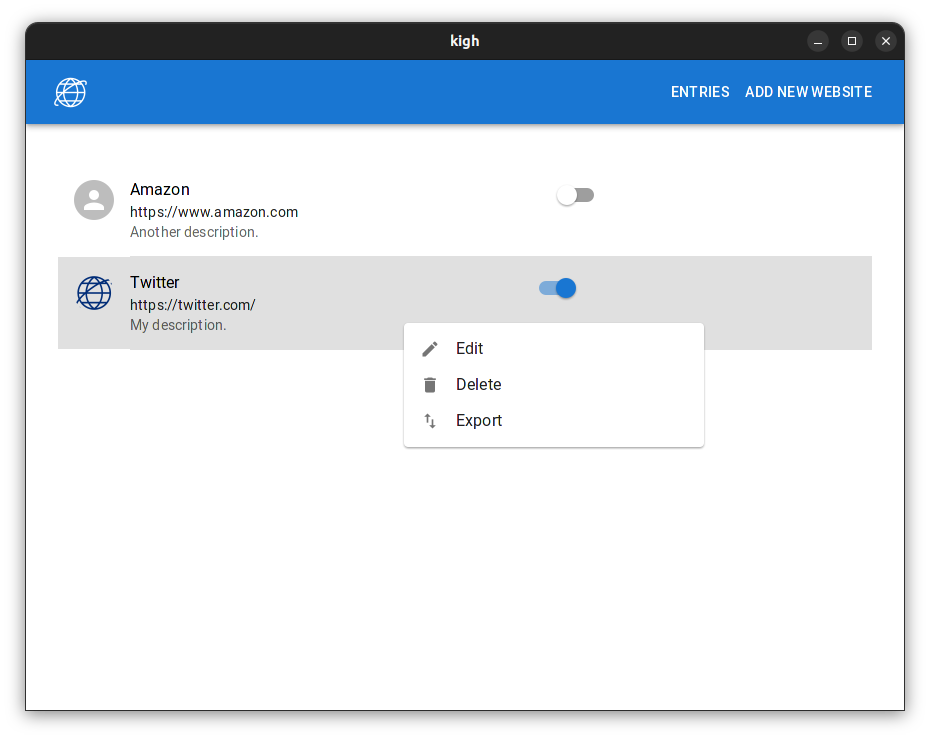 kigh
ENTRIES ADD NEW WEBSITE
Amazon
https://www.amazon.com
Another description.
Twitter
https://twitter.com/
My description.
Edit
Delete
Export